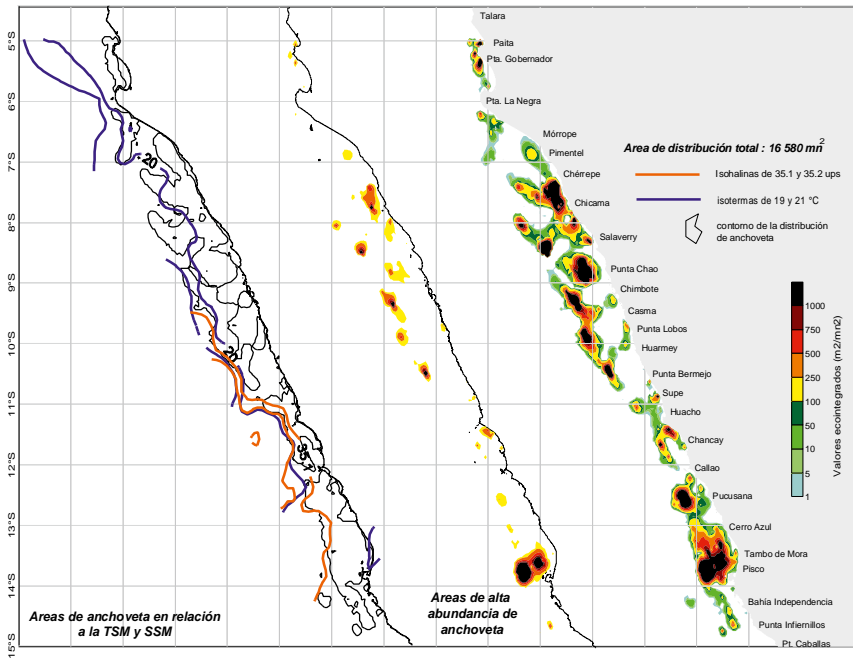 Talara
5°S
Paita
Pta. Gobernador
6°S
Pta. La Negra
Mórrope
Area de distribución total : 16 580 mn2
20
Pimentel
7°S
Chérrepe
Isohalinas de 35.1 y 35.2 ups
Chicama
isotermas de 19 y 21 °C
8°S
Salaverry
contorno de la distribución
de anchoveta
Punta Chao
9°S
Chimbote
Casma
1000
Punta Lobos
750
10°S
20
Huarmey
500
Punta Bermejo
250
Supe
100
11°S
Huacho
50
Chancay
10
35.1
12°S
Callao
5
Pucusana
1
Valores ecointegrados (m2/mn2)
13°S
Cerro Azul
Tambo de Mora
Pisco
14°S
Bahía Independencia
Areas de anchoveta en relación
a la TSM y SSM
Areas de alta
abundancia de
anchoveta
Punta Infiernillos
15°S
Pt. Caballas